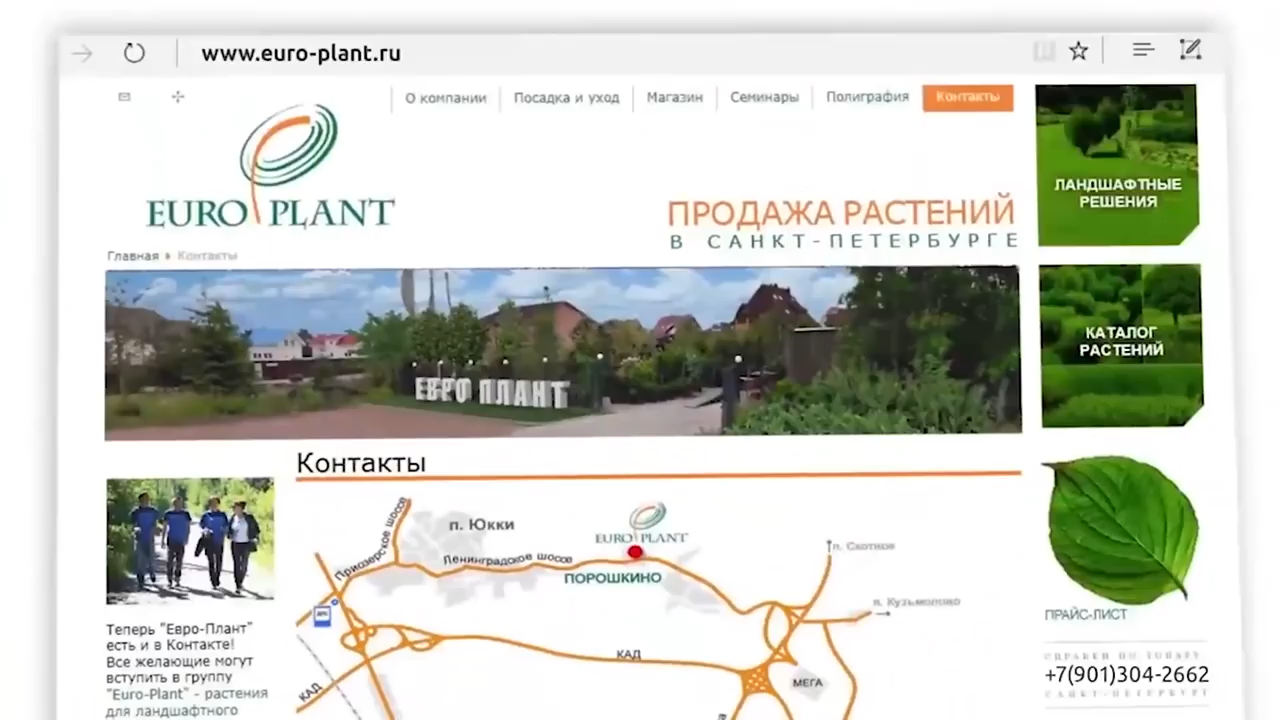 www.euro-plant.ru
О компании
Посадка и уход
Магазин
Семинары
Полиграфия
Контакты
EURO PLANT
ПРОДАЖА РАСТЕНИЙ
В САНКТ-ПЕТЕРБУРГЕ
ЛАНДШАФТНЫЕ
РЕШЕНИЯ
Главная
Контакты
КАТАЛОГ
РАСТЕНИЙ
ЕВРО ПЛАНТ
Контакты
п. Юкки
Приозерское шоссе
Ленинградское шоссе
EURO PLANT
ПОРОШКИНО
п. Скотное
п. Кузьмолово
КАД
КАД
МЕГА
Теперь "Евро-Плант"
есть и в Контакте!
Все желающие могут
вступить в группу
"Euro-Plant" - растения
для ландшафтного
ПРАЙС-ЛИСТ
+7(901)304-2662